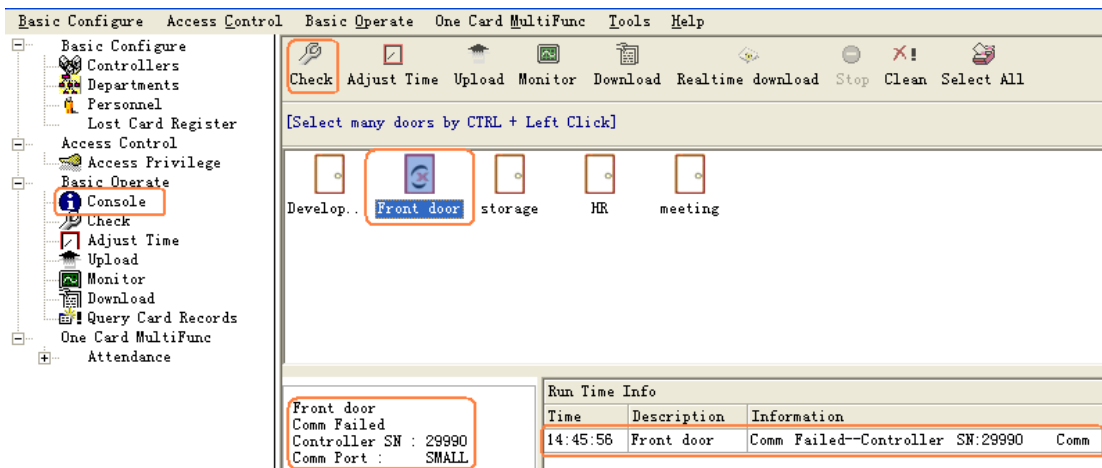 Basic Configure Access Control Basic Operate One Card MultiFunc Tools Help
Basic Configure
Controllers
Departments
Personnel
Lost Card Register
Access Control
Access Privilege
Basic Operate
Console
Check
Adjust Time
Upload
Monitor
Download
Query Card Records
One Card MultiFunc
Attendance
Check Adjust Time Upload Monitor Download Realtime download Stop Clean Select All
[Select many doors by CTRL + Left Click]
Develop.. Front door storage HR meeting
Front door
Comm Failed
Controller SN : 29990
Comm Port : SMALL
Run Time Info
Time Description Information
14:45:56 Front door Comm Failed--Controller SN:29990 Comm